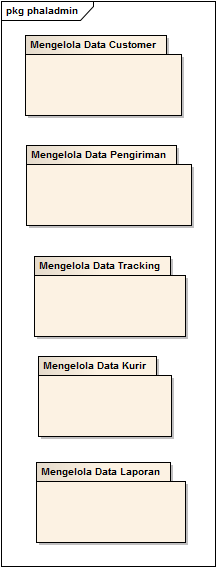 pkg phaladmin
Mengelola Data Customer
Mengelola Data Pengiriman
Mengelola Data Tracking
Mengelola Data Kurir
Mengelola Data Laporan